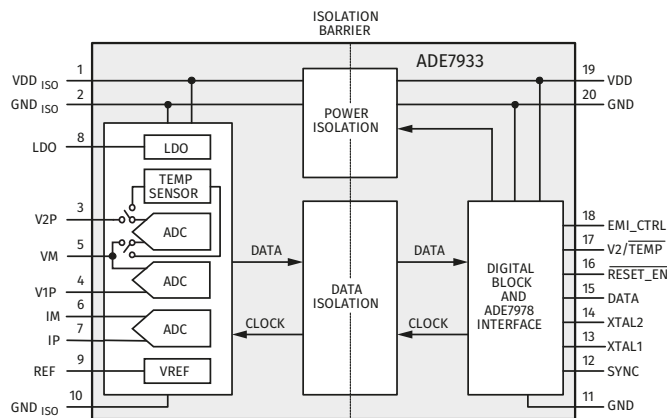 ISOLATION
BARRIER
ADE7933
1
VDD ISO
2
GND ISO
8
LDO
3
V2P
5
VM
4
V1P
6
IM
7
IP
9
REF
10
GND ISO
LDO
TEMP
SENSOR
ADC
ADC
ADC
VREF
POWER
ISOLATION
DATA
CLOCK
DATA
ISOLATION
DATA
CLOCK
DIGITAL
BLOCK
AND
ADE7978
INTERFACE
19
VDD
20
GND
18
EMI_CTRL
17
V2/TEMP
16
RESET_EN
15
DATA
14
XTAL2
13
XTAL1
12
SYNC
11
GND